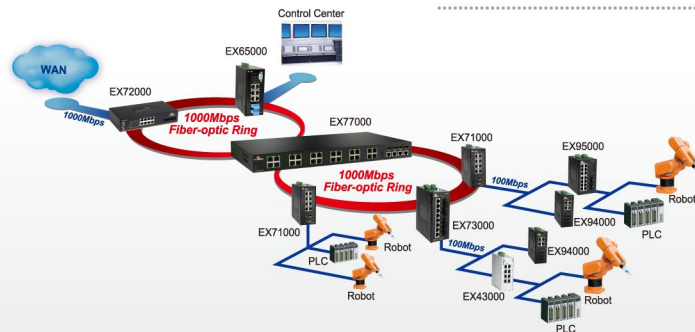 Control Center
WAN
EX65000
EX72000
1000Mbps
1000Mbps
Fiber-optic Ring
EX77000
EX71000
EX95000
1000Mbps
Fiber-optic Ring
100Mbps
Robot
EX94000
EX71000
EX73000
PLC
Robot
PLC
100Mbps
EX94000
Robot
EX43000
Robot
PLC